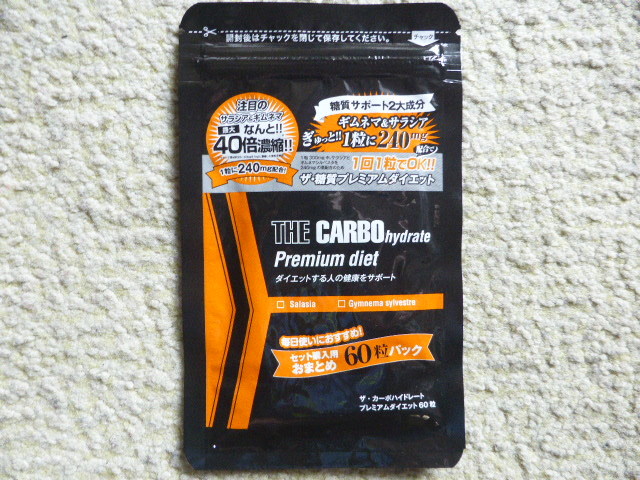 開封後はチャックを閉じて保存してください。
チャック
注目の
サラシア&ギムネマ
最大
なんと!!
40倍濃縮!!
1粒に240mg配合!
糖質サポート2大成分
ギムネマ&サラシア
ぎゅっと!! 1粒に240mg
配合で♪
1回1粒でOK!!
ザ・糖質プレミアムダイエット
THE CARBOhydrate
Premium diet
ダイエットする人の健康をサポート
Salasia
Gymnema sylvestre
毎日使いにおすすめ!
セット購入用
おまとめ
60粒パック
ザ・カーボハイドレート
プレミアムダイエット60粒